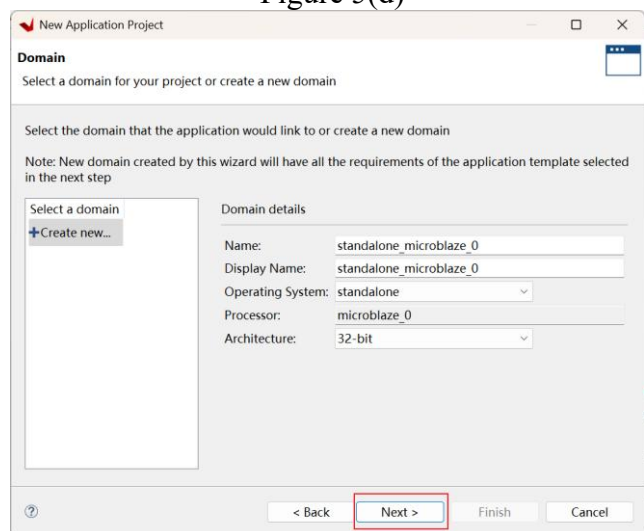 Figure 5(d)
New Application Project
Domain
Select a domain for your project or create a new domain
Select the domain that the application would link to or create a new domain
Note: New domain created by this wizard will have all the requirements of the application template selected
in the next step
Select a domain
+Create new...
Domain details
Name: standalone_microblaze_0
Display Name: standalone_microblaze_0
Operating System: standalone
Processor: microblaze_0
Architecture: 32-bit
< Back Next > Finish Cancel